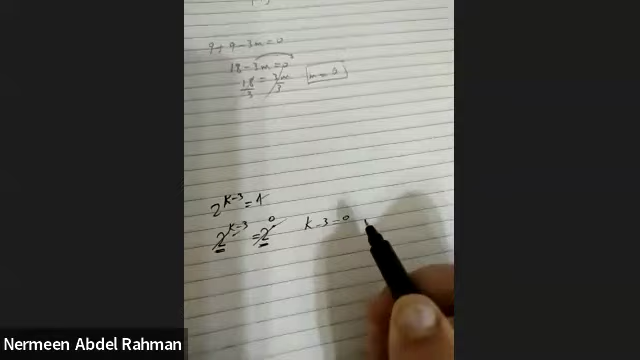 9+9-3m=0
18-3m=0
18/3 = 3m/3
2^{k-3}=1
2^{k-3} =2^0 k-3=0
Nermeen Abdel Rahman